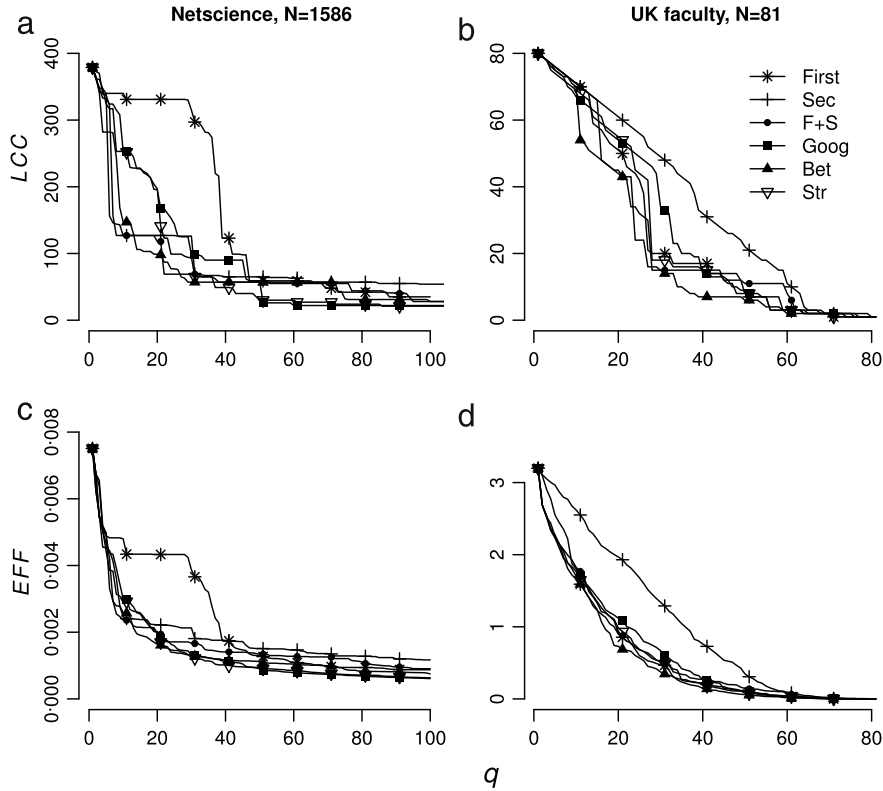 a
Netscience, N=1586
LCC
400
300
200
100
0
0 20 40 60 80 100
b
UK faculty, N=81
80
60
40
20
0
0 20 40 60 80
First
Sec
F+S
Goog
Bet
Str
c
EFF
0·008
0·006
0·004
0·002
0·000
0 20 40 60 80 100
d
3
2
1
0
0 20 40 60 80
q